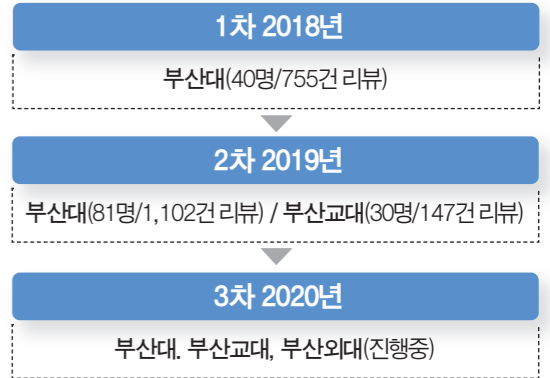 1차 2018년
부산대(40명/755건 리뷰)
2차 2019년
부산대(81명/1,102건 리뷰) / 부산교대(30명/147건 리뷰)
3차 2020년
부산대, 부산교대, 부산외대(진행중)